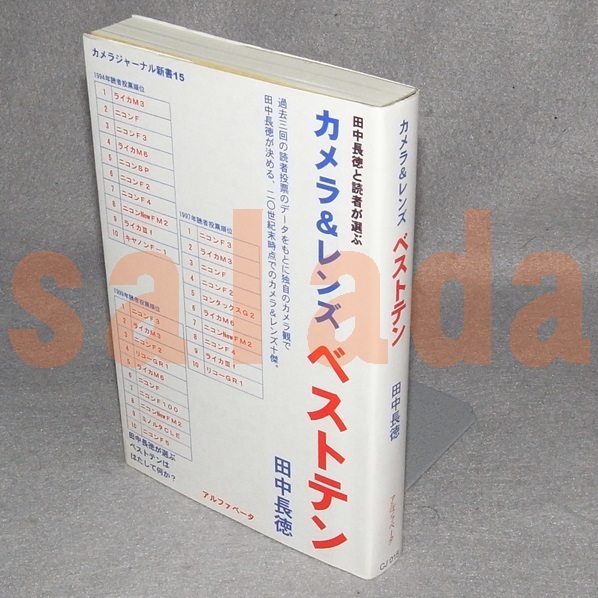 カメラジャーナル新書15
1994年読者投票順位
1 ライカM3
2 ニコンF
3 ニコンF3
4 ライカM6
5 ニコンSP
6 ニコンF2
7 ニコンF4
8 ニコンNewFM2
9 ライカⅢf
10 キヤノンF-1
1997年読者投票順位
1 ニコンF3
2 ライカM3
3 ニコンF
4 ニコンF2
5 コンタックスG2
6 ライカM6
7 ニコンNewFM2
8 ニコンF4
9 ライカⅢf
10 リコーGR1
1999年読者投票順位
1 ニコンF3
2 ライカM3
3 ニコンF2
4 リコーGR1
5 ライカM6
6 ニコンF
7 ニコンF100
8 ニコンNewFM2
9 ミノルタCLE
10 ニコンF5
田中長徳が選ぶ
ベストテンは
はたして何か?
過去三回の読者投票のデータをもとに独自のカメラ観で
田中長徳が決める、二〇世紀末時点でのカメラ&レンズ十傑。
田中長徳と読者が選ぶ
カメラ&レンズ
ベストテン
田中長徳
アルファベータ
カメラ&レンズ ベストテン
田中長徳
アルファベータ
CJ 015
salada